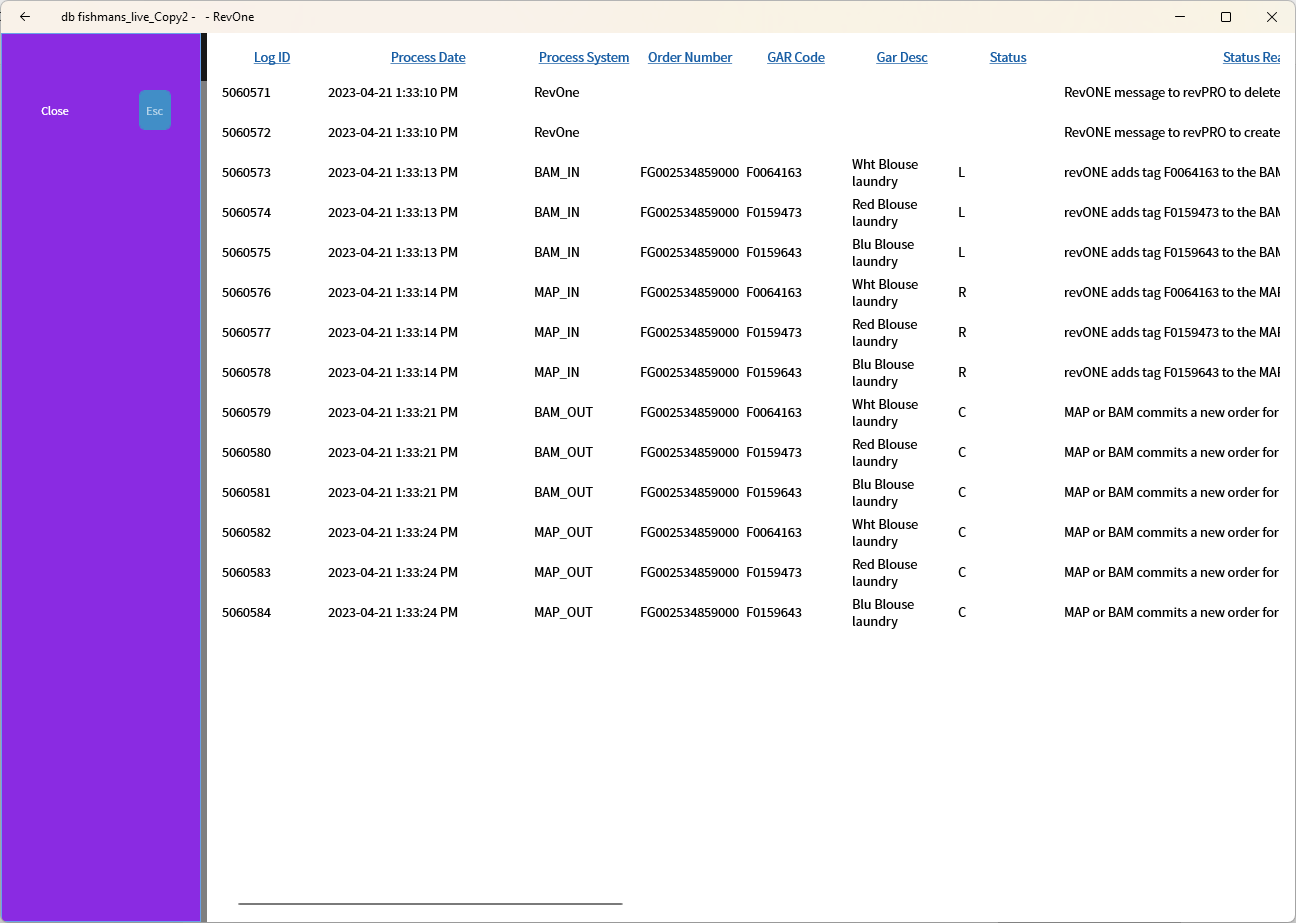 db fishmans_live_Copy2 - - RevOne
Close Esc
Log ID Process Date Process System Order Number GAR Code Gar Desc Status Status Rea
5060571 2023-04-21 1:33:10 PM RevOne RevONE message to revPRO to delete
5060572 2023-04-21 1:33:10 PM RevOne RevONE message to revPRO to create
5060573 2023-04-21 1:33:13 PM BAM_IN FG002534859000 F0064163 Wht Blouse laundry L revONE adds tag F0064163 to the BAM
5060574 2023-04-21 1:33:13 PM BAM_IN FG002534859000 F0159473 Red Blouse laundry L revONE adds tag F0159473 to the BAM
5060575 2023-04-21 1:33:13 PM BAM_IN FG002534859000 F0159643 Blu Blouse laundry L revONE adds tag F0159643 to the BAM
5060576 2023-04-21 1:33:14 PM MAP_IN FG002534859000 F0064163 Wht Blouse laundry R revONE adds tag F0064163 to the MAP
5060577 2023-04-21 1:33:14 PM MAP_IN FG002534859000 F0159473 Red Blouse laundry R revONE adds tag F0159473 to the MAP
5060578 2023-04-21 1:33:14 PM MAP_IN FG002534859000 F0159643 Blu Blouse laundry R revONE adds tag F0159643 to the MAP
5060579 2023-04-21 1:33:21 PM BAM_OUT FG002534859000 F0064163 Wht Blouse laundry C MAP or BAM commits a new order for
5060580 2023-04-21 1:33:21 PM BAM_OUT FG002534859000 F0159473 Red Blouse laundry C MAP or BAM commits a new order for
5060581 2023-04-21 1:33:21 PM BAM_OUT FG002534859000 F0159643 Blu Blouse laundry C MAP or BAM commits a new order for
5060582 2023-04-21 1:33:24 PM MAP_OUT FG002534859000 F0064163 Wht Blouse laundry C MAP or BAM commits a new order for
5060583 2023-04-21 1:33:24 PM MAP_OUT FG002534859000 F0159473 Red Blouse laundry C MAP or BAM commits a new order for
5060584 2023-04-21 1:33:24 PM MAP_OUT FG002534859000 F0159643 Blu Blouse laundry C MAP or BAM commits a new order for